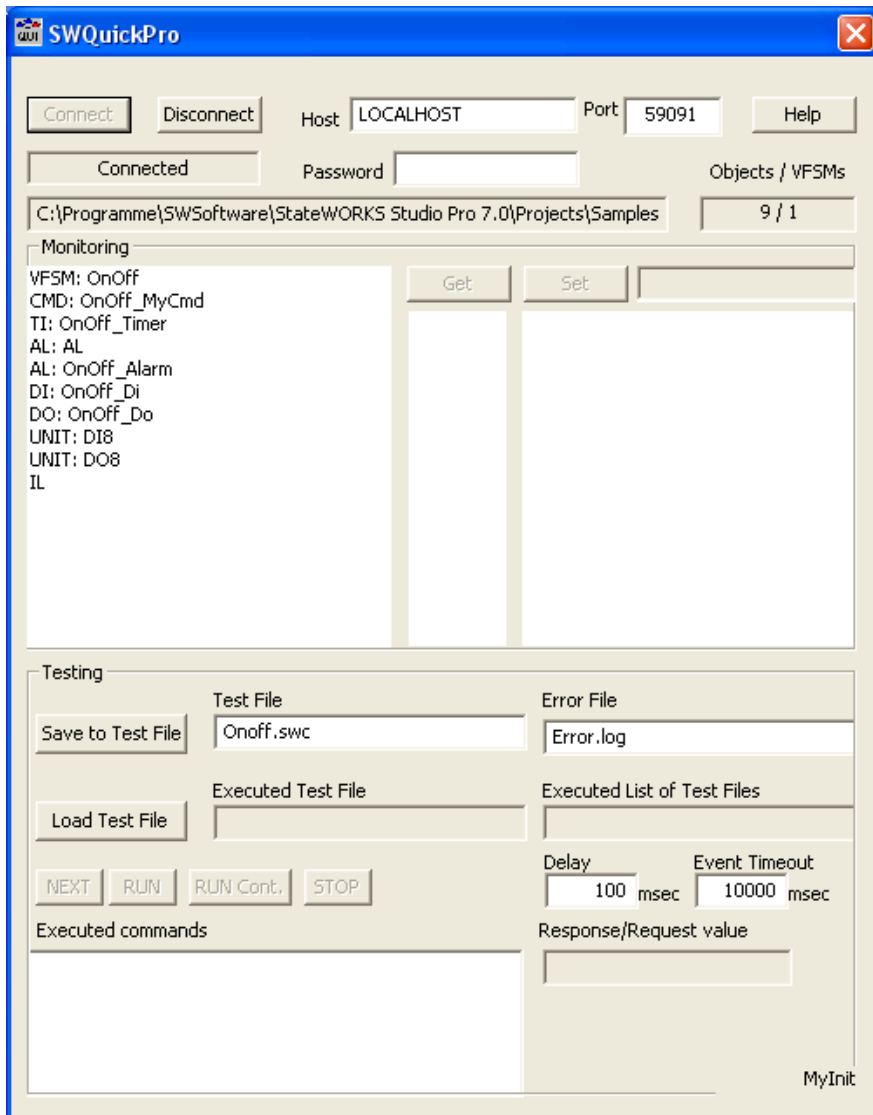 SWQuickPro
Connect Disconnect Host LOCALHOST Port 59091 Help
Connected Password Objects / VFSMs
C:\Programme\SWSoftware\StateWORKS Studio Pro 7.0\Projects\Samples 9 / 1
Monitoring
Get Set
VFSM: OnOff
CMD: OnOff_MyCmd
TI: OnOff_Timer
AL: AL
AL: OnOff_Alarm
DI: OnOff_Di
DO: OnOff_Do
UNIT: DI8
UNIT: DO8
IL
Testing
Test File Error File
Save to Test File Onoff.swc Error.log
Executed Test File Executed List of Test Files
Load Test File
Delay Event Timeout
NEXT RUN RUN Cont. STOP 100 msec 10000 msec
Executed commands Response/Request value
MyInit